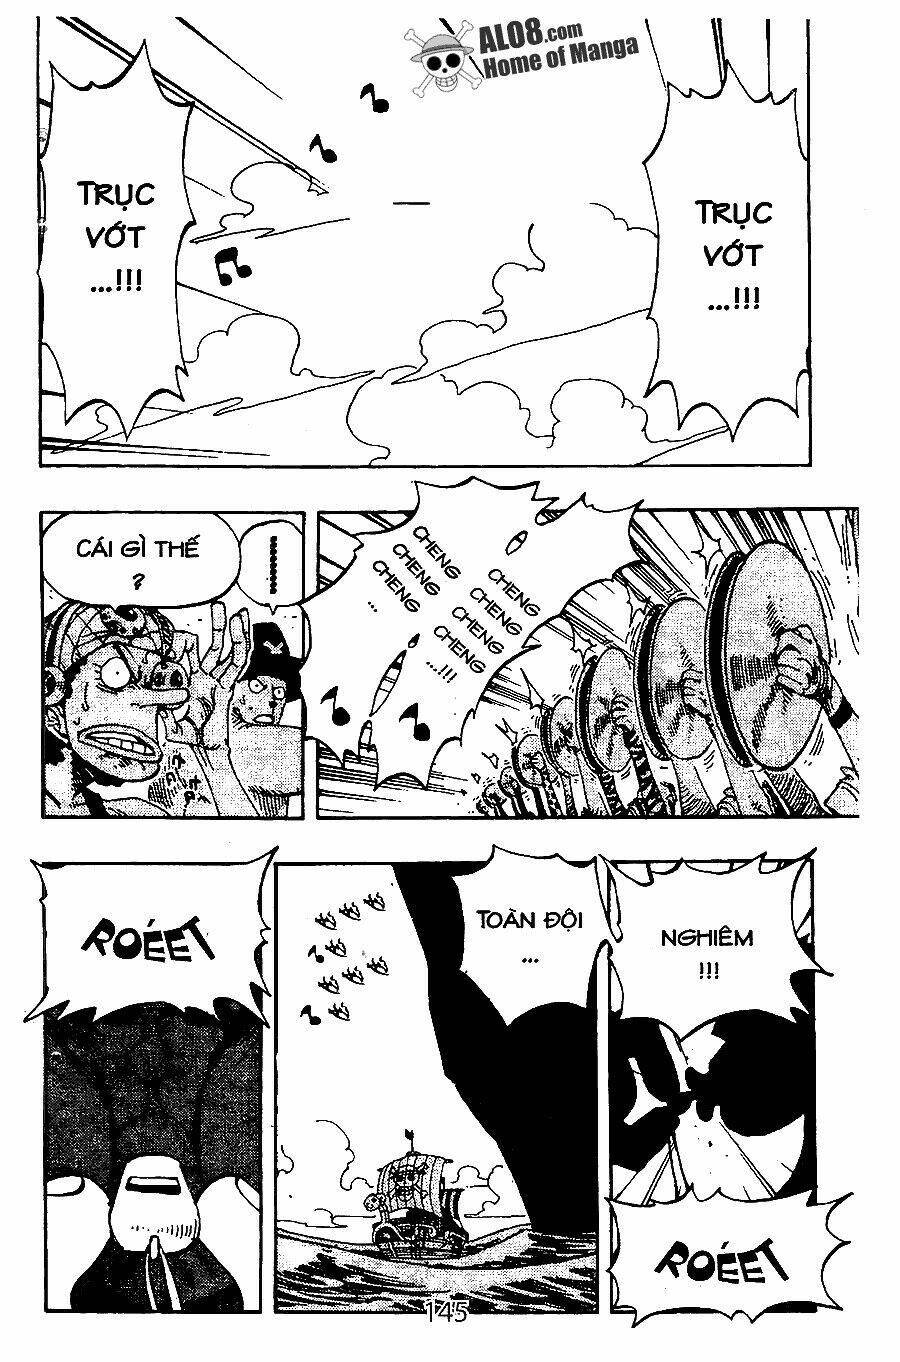 ALO8.com
Home of Manga
TRỤC
VỚT
...!!!
TRỤC
VỚT
...!!!
CÁI GÌ THẾ
?
..........
CHENG
CHENG
CHENG
...
CHENG
CHENG
CHENG
CHENG
...!!!
ROÉET
TOÀN ĐỘI
...
NGHIÊM
!!!
ROÉET
145